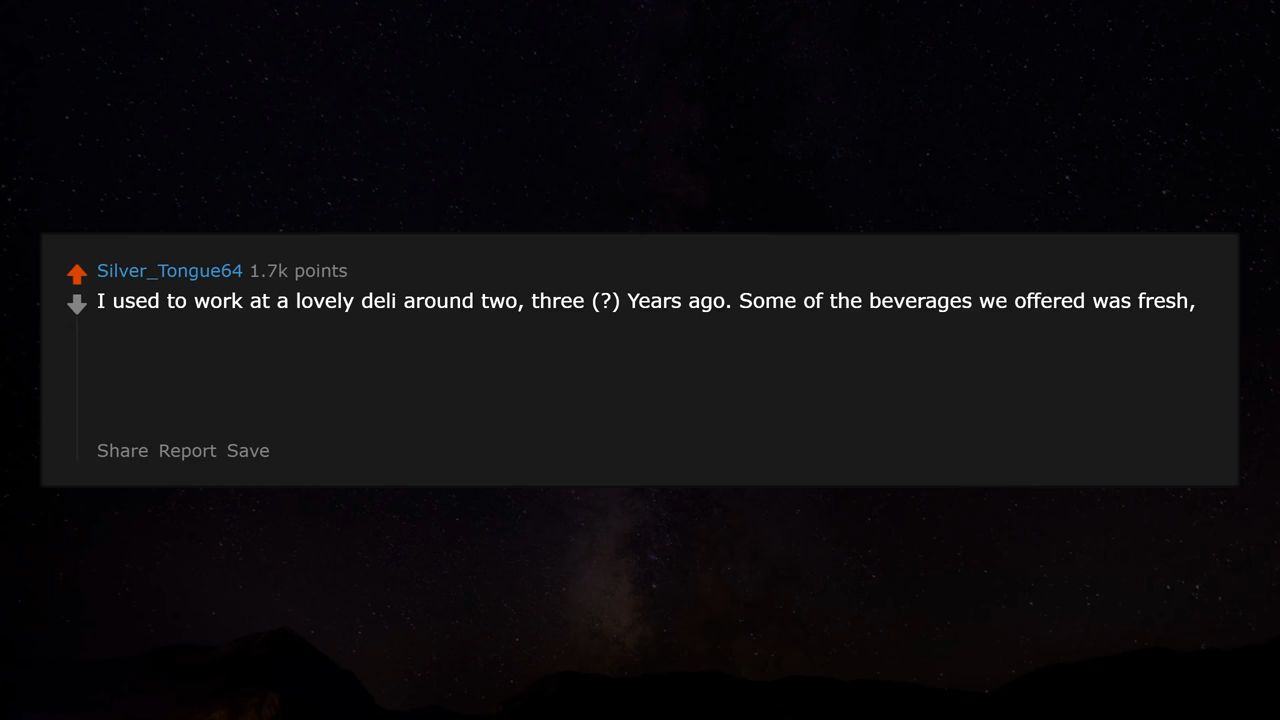 Silver_Tongue64 1.7k points
I used to work at a lovely deli around two, three (?) Years ago. Some of the beverages we offered was fresh,
Share Report Save